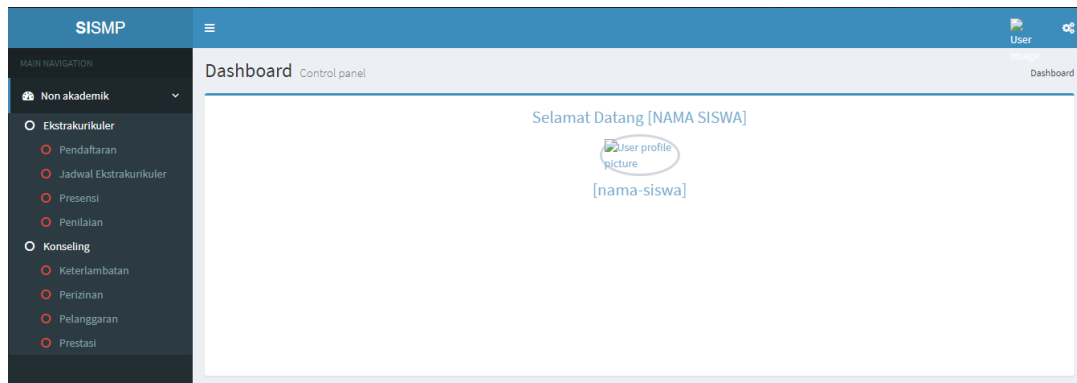 SISMP
User
Image
MAIN NAVIGATION
Dashboard Control panel
Dashboard
Non akademik
Ekstrakurikuler
Pendaftaran
Jadwal Ekstrakurikuler
Presensi
Penilaian
Konseling
Keterlambatan
Perizinan
Pelanggaran
Prestasi
Selamat Datang [NAMA SISWA]
User profile
picture
[nama-siswa]